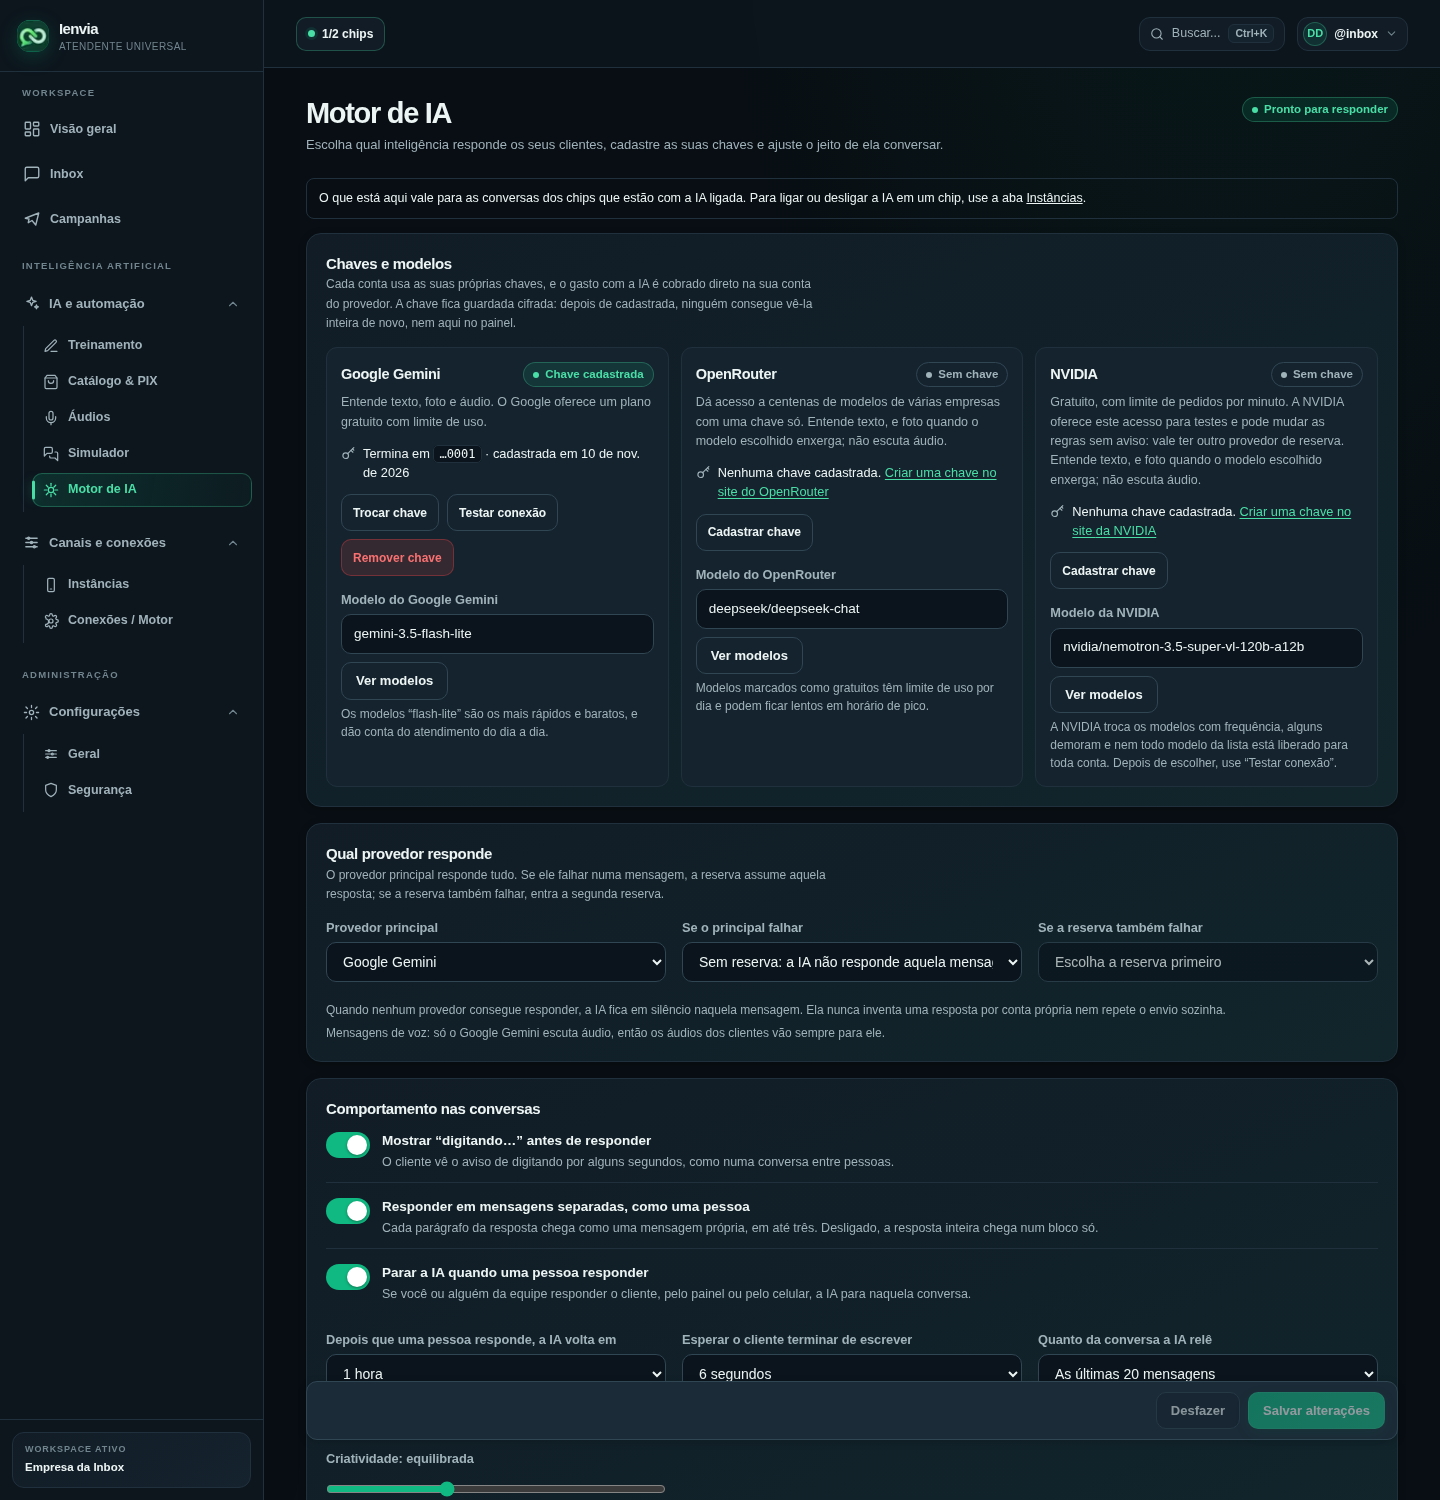 Ienvia
ATENDENTE UNIVERSAL
1/2 chips
Buscar...
Ctrl+K
DD
@inbox
WORKSPACE
Visão geral
Inbox
Campanhas
INTELIGÊNCIA ARTIFICIAL
IA e automação
Treinamento
Catálogo & PIX
Áudios
Simulador
Motor de IA
Canais e conexões
Instâncias
Conexões / Motor
ADMINISTRAÇÃO
Configurações
Geral
Segurança
WORKSPACE ATIVO
Empresa da Inbox
Motor de IA
Pronto para responder
Escolha qual inteligência responde os seus clientes, cadastre as suas chaves e ajuste o jeito de ela conversar.
O que está aqui vale para as conversas dos chips que estão com a IA ligada. Para ligar ou desligar a IA em um chip, use a aba Instâncias.
Chaves e modelos
Cada conta usa as suas próprias chaves, e o gasto com a IA é cobrado direto na sua conta
do provedor. A chave fica guardada cifrada: depois de cadastrada, ninguém consegue vê-la
inteira de novo, nem aqui no painel.
Google Gemini
Chave cadastrada
Entende texto, foto e áudio. O Google oferece um plano
gratuito com limite de uso.
Termina em …0001 · cadastrada em 10 de nov.
de 2026
Trocar chave
Testar conexão
Remover chave
Modelo do Google Gemini
gemini-3.5-flash-lite
Ver modelos
Os modelos “flash-lite” são os mais rápidos e baratos, e
dão conta do atendimento do dia a dia.
OpenRouter
Sem chave
Dá acesso a centenas de modelos de várias empresas
com uma chave só. Entende texto, e foto quando o
modelo escolhido enxerga; não escuta áudio.
Nenhuma chave cadastrada. Criar uma chave no
site do OpenRouter
Cadastrar chave
Modelo do OpenRouter
deepseek/deepseek-chat
Ver modelos
Modelos marcados como gratuitos têm limite de uso por
dia e podem ficar lentos em horário de pico.
NVIDIA
Sem chave
Gratuito, com limite de pedidos por minuto. A NVIDIA
oferece este acesso para testes e pode mudar as
regras sem aviso: vale ter outro provedor de reserva.
Entende texto, e foto quando o modelo escolhido
enxerga; não escuta áudio.
Nenhuma chave cadastrada. Criar uma chave no
site da NVIDIA
Cadastrar chave
Modelo da NVIDIA
nvidia/nemotron-3.5-super-vl-120b-a12b
Ver modelos
A NVIDIA troca os modelos com frequência, alguns
demoram e nem todo modelo da lista está liberado para
toda conta. Depois de escolher, use “Testar conexão”.
Qual provedor responde
O provedor principal responde tudo. Se ele falhar numa mensagem, a reserva assume aquela
resposta; se a reserva também falhar, entra a segunda reserva.
Provedor principal
Google Gemini
Se o principal falhar
Sem reserva: a IA não responde aquela mensa
Se a reserva também falhar
Escolha a reserva primeiro
Quando nenhum provedor consegue responder, a IA fica em silêncio naquela mensagem. Ela nunca inventa uma resposta por conta própria nem repete o envio sozinha.
Mensagens de voz: só o Google Gemini escuta áudio, então os áudios dos clientes vão sempre para ele.
Comportamento nas conversas
Mostrar “digitando…” antes de responder
O cliente vê o aviso de digitando por alguns segundos, como numa conversa entre pessoas.
Responder em mensagens separadas, como uma pessoa
Cada parágrafo da resposta chega como uma mensagem própria, em até três. Desligado, a resposta inteira chega num bloco só.
Parar a IA quando uma pessoa responder
Se você ou alguém da equipe responder o cliente, pelo painel ou pelo celular, a IA para naquela conversa.
Depois que uma pessoa responde, a IA volta em
1 hora
Esperar o cliente terminar de escrever
6 segundos
Quanto da conversa a IA relê
As últimas 20 mensagens
Desfazer
Salvar alterações
Criatividade: equilibrada